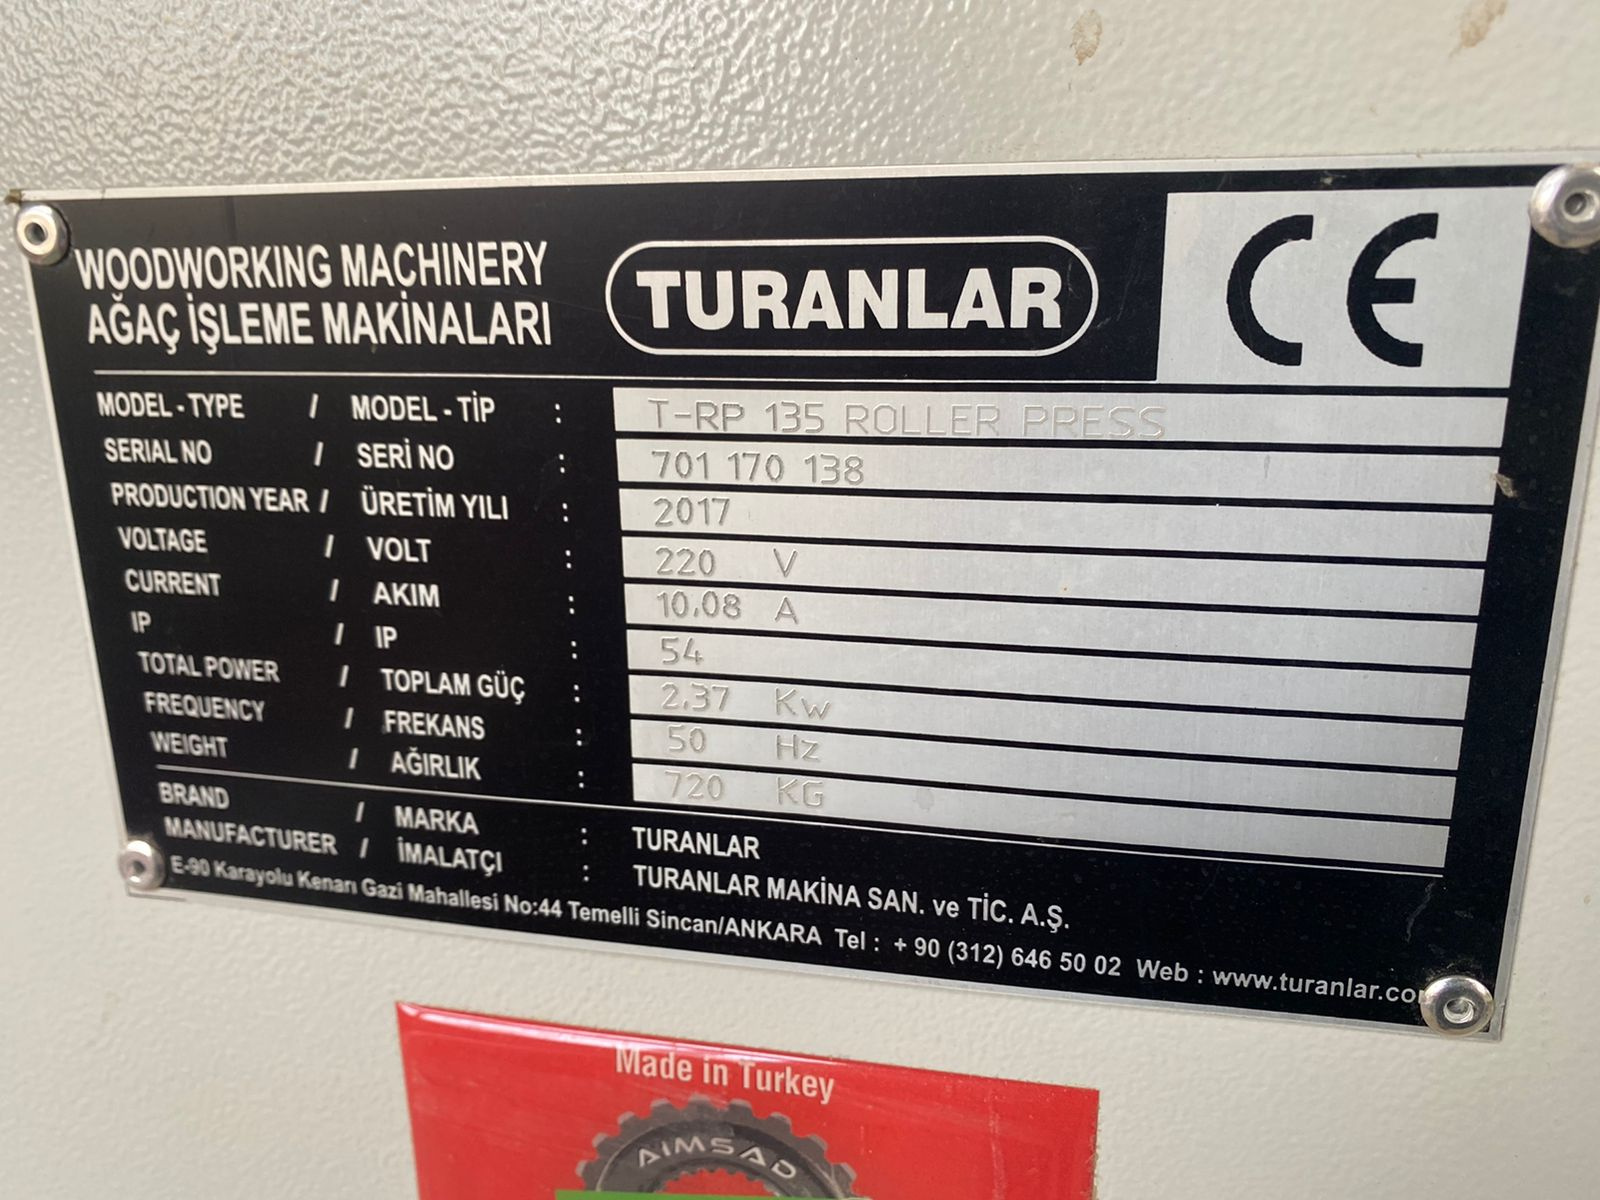 WOODWORKING MACHINERY
AĞAÇ İŞLEME MAKİNALARI
TURANLAR
CE
MODEL - TYPE / MODEL - TİP : T-RP 135 ROLLER PRESS
SERIAL NO / SERİ NO : 701 170 138
PRODUCTION YEAR / ÜRETİM YILI : 2017
VOLTAGE / VOLT : 220 V
CURRENT / AKIM : 10.08 A
IP / IP : 54
TOTAL POWER / TOPLAM GÜÇ : 2.37 Kw
FREQUENCY / FREKANS : 50 Hz
WEIGHT / AĞIRLIK : 720 KG
BRAND / MARKA : TURANLAR
MANUFACTURER / İMALATÇI : TURANLAR MAKİNA SAN. ve TİC. A.Ş.
E-90 Karayolu Kenarı Gazi Mahallesi No:44 Temelli Sincan/ANKARA Tel : + 90 (312) 646 50 02 Web : www.turanlar.co
Made in Turkey
AIMSAD